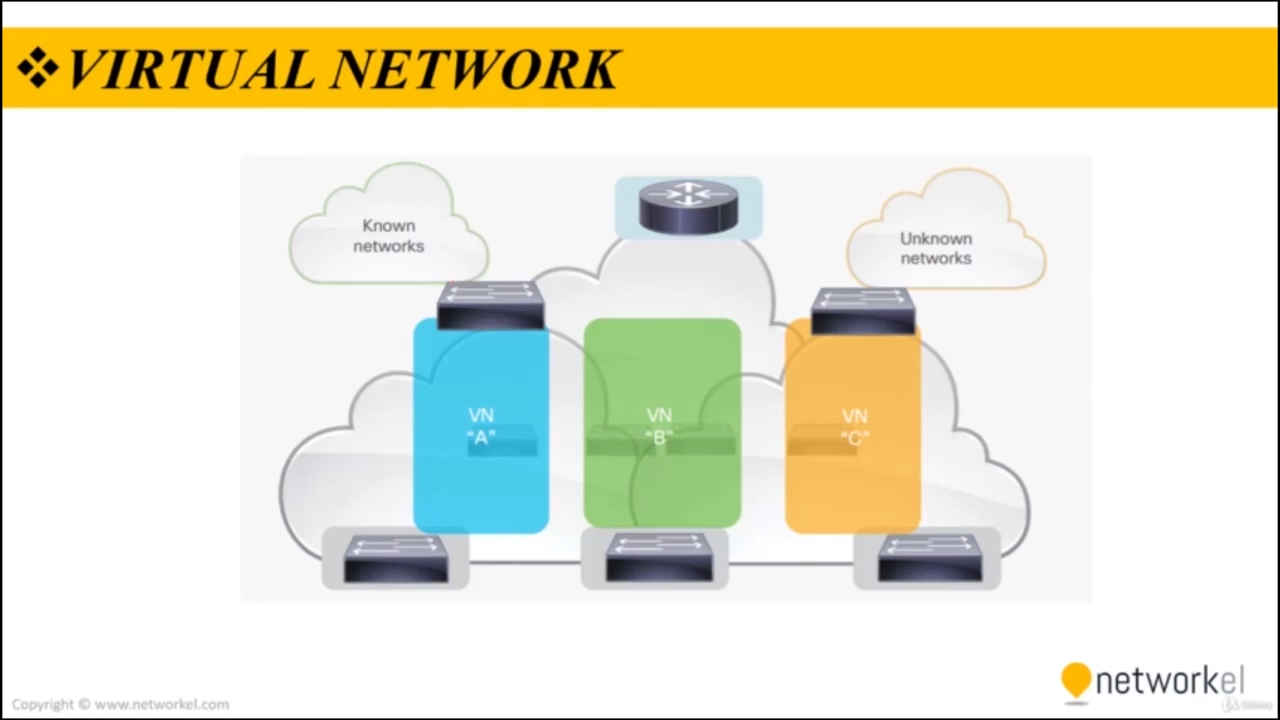 ❖VIRTUAL NETWORK
Known
networks
Unknown
networks
VN
“A”
VN
“B”
VN
“C”
networkel
Copyright © www.networkel.com